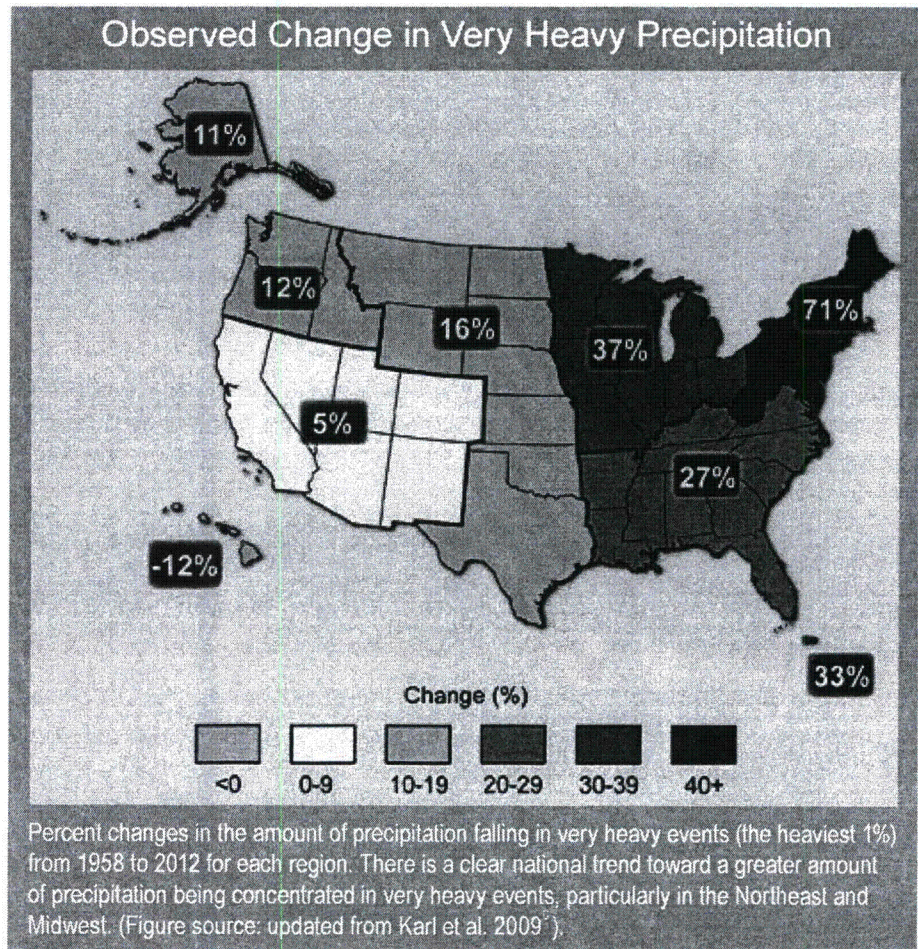 Observed Change in Very Heavy Precipitation
11%
12%
16%
37%
71%
5%
27%
-12%
33%
Change (%)
<0 0-9 10-19 20-29 30-39 40+
Percent changes in the amount of precipitation falling in very heavy events (the heaviest 1%)
from 1958 to 2012 for each region. There is a clear national trend toward a greater amount
of precipitation being concentrated in very heavy events, particularly in the Northeast and
Midwest. (Figure source: updated from Karl et al. 2009).